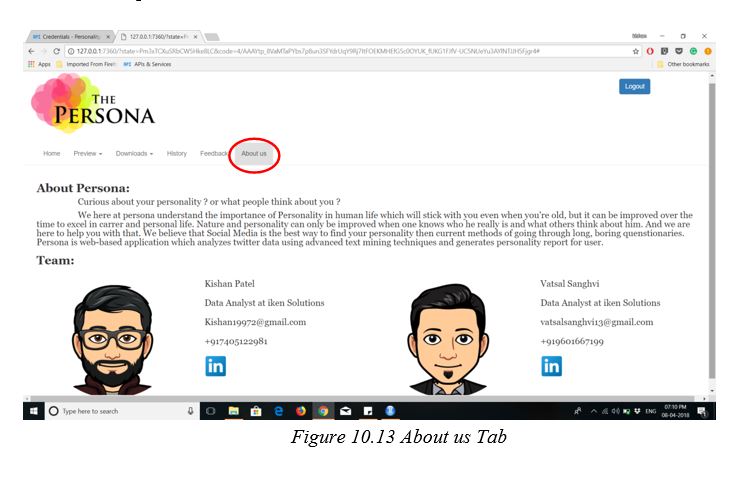 Credentials - Personality
127.0.0.1:7360/?state=P
127.0.0.1:7360/?state=Pm3xTCXuSXbCWSHke8LC&code=4/AAAYtp_
Apps Imported From Firef APIs & Services Other bookmarks
THE
PERSONA
Logout
Home Preview Downloads History Feedback About us
About Persona:
Curious about your personality ? or what people think about you ?
We here at persona understand the importance of Personality in human life which will stick with you even when you're old, but it can be improved over the
time to excel in carrer and personal life. Nature and personality can only be improved when one knows who he really is and what others think about him. And we are
here to help you with that. We believe that Social Media is the best way to find your personality then current methods of going through long, boring questionaries.
Persona is web-based application which analyzes twitter data using advanced text mining techniques and generates personality report for user.
Team:
Kishan Patel
Data Analyst at iken Solutions
Kishan19972@gmail.com
+917405122981
in
Vatsal Sanghvi
Data Analyst at iken Solutions
vatsalsanghvi13@gmail.com
+919601667199
in
Type here to search
ENG
07:10 PM
08-04-2018
Figure 10.13 About us Tab